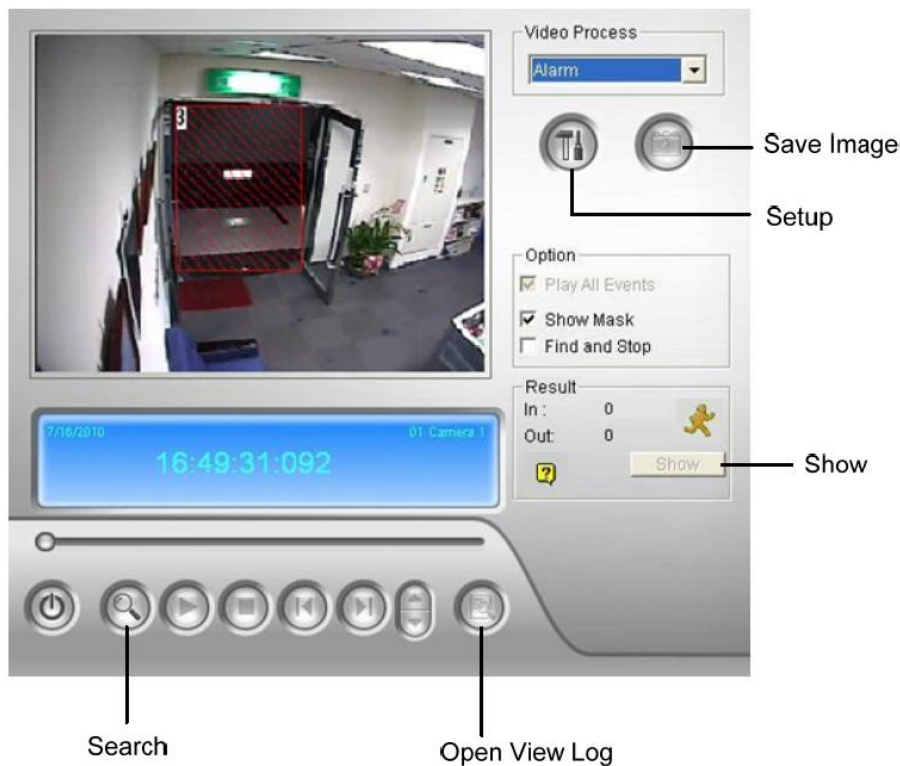 Video Process
Alarm
3
Save Image
Setup
Option
Play All Events
Show Mask
Find and Stop
Result
In : 0
Out: 0
?
Show
Show
7/16/2010 01 Camera 1
16:49:31:092
Search
Open View Log